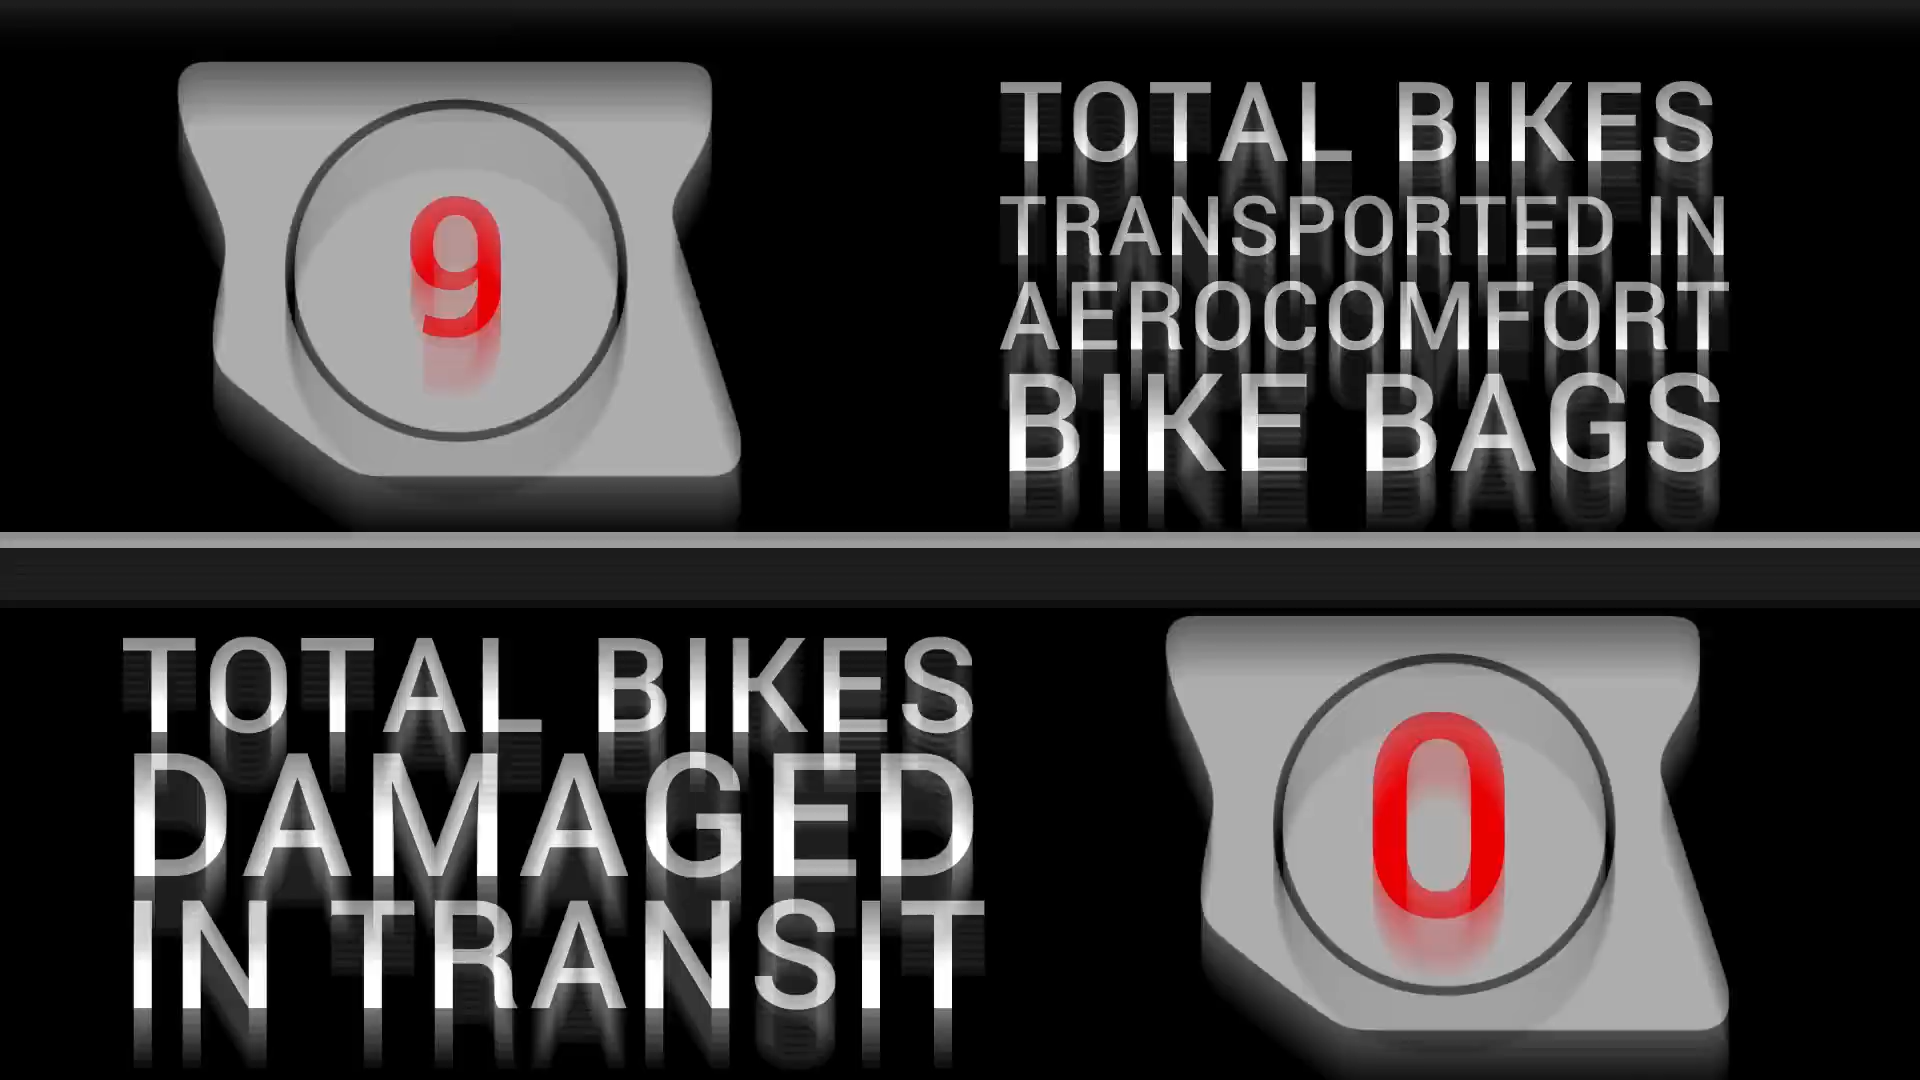 9
TOTAL BIKES
TRANSPORTED IN
AEROCOMFORT
BIKE BAGS
TOTAL BIKES
DAMAGED
IN TRANSIT
0